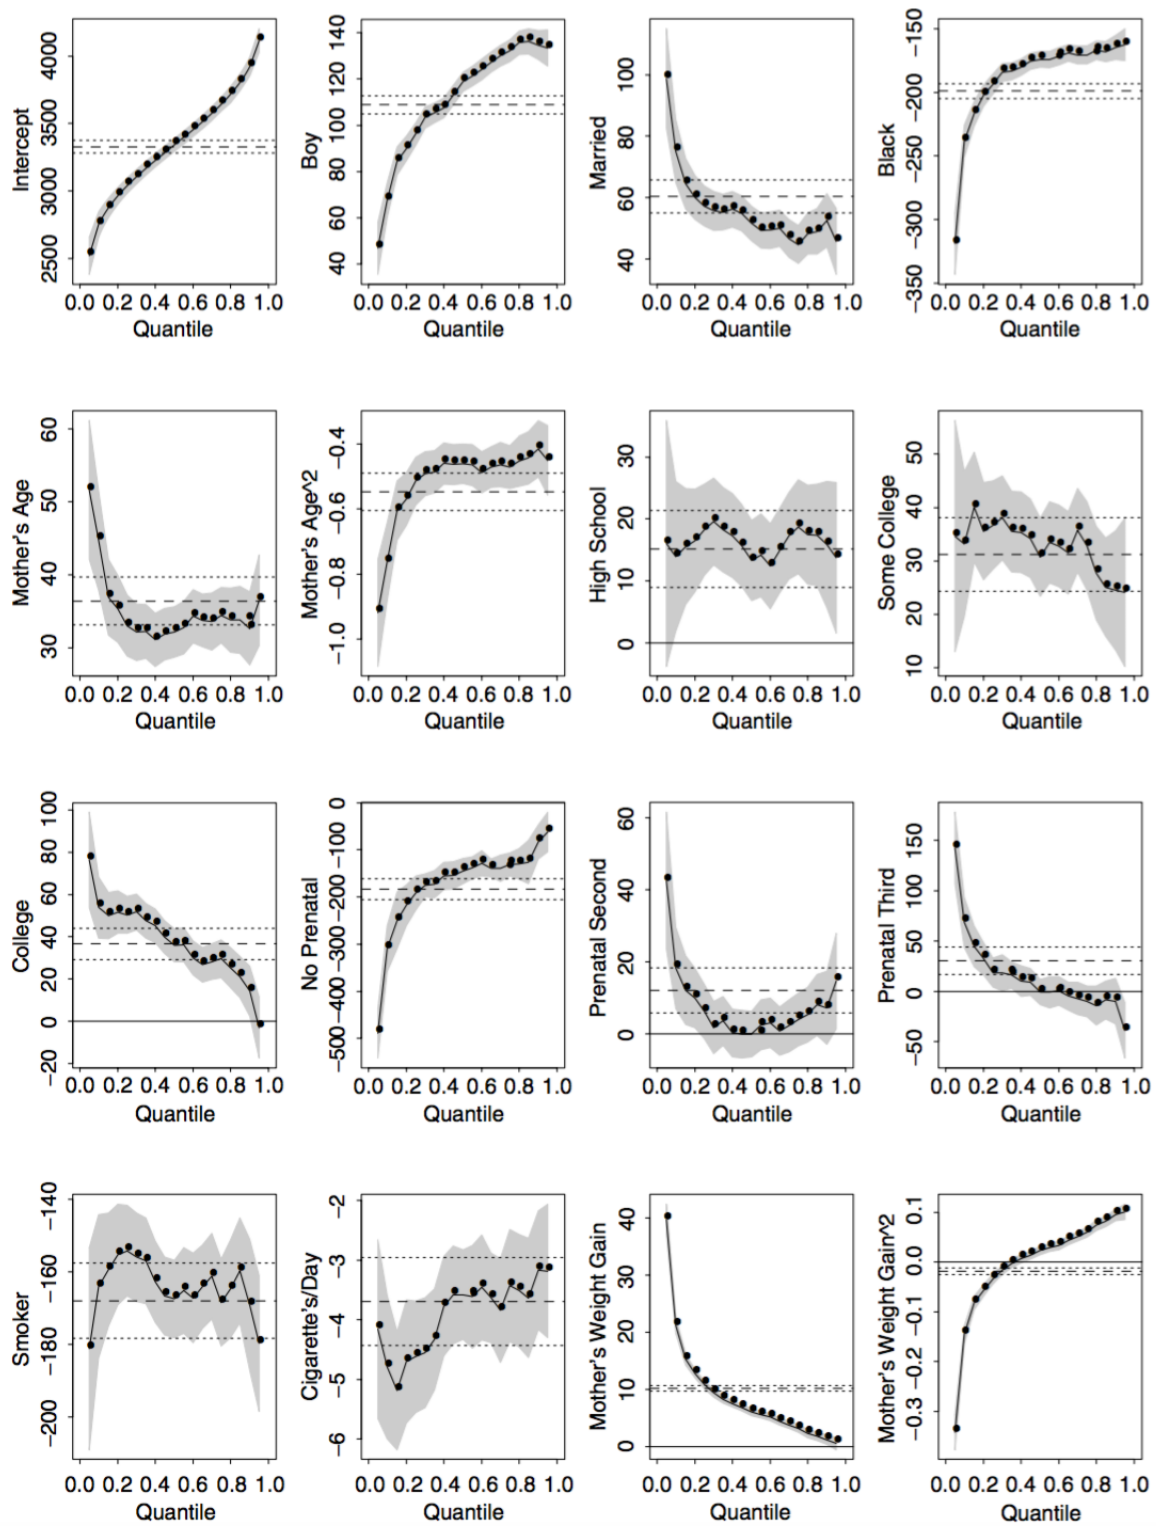 Intercept
2500 3000 3500 4000
0.0 0.2 0.4 0.6 0.8 1.0
Quantile
Boy
40 60 80 100 120 140
0.0 0.2 0.4 0.6 0.8 1.0
Quantile
Married
40 60 80 100
0.0 0.2 0.4 0.6 0.8 1.0
Quantile
Black
−350 −300 −250 −200 −150
0.0 0.2 0.4 0.6 0.8 1.0
Quantile
Mother's Age
30 40 50 60
0.0 0.2 0.4 0.6 0.8 1.0
Quantile
Mother's Age^2
−1.0 −0.8 −0.6 −0.4
0.0 0.2 0.4 0.6 0.8 1.0
Quantile
High School
0 10 20 30
0.0 0.2 0.4 0.6 0.8 1.0
Quantile
Some College
10 20 30 40 50
0.0 0.2 0.4 0.6 0.8 1.0
Quantile
College
−20 0 20 40 60 80 100
0.0 0.2 0.4 0.6 0.8 1.0
Quantile
No Prenatal
−500 −400 −300 −200 −100 0
0.0 0.2 0.4 0.6 0.8 1.0
Quantile
Prenatal Second
0 20 40 60
0.0 0.2 0.4 0.6 0.8 1.0
Quantile
Prenatal Third
−50 0 50 100 150
0.0 0.2 0.4 0.6 0.8 1.0
Quantile
Smoker
−200 −180 −160 −140
0.0 0.2 0.4 0.6 0.8 1.0
Quantile
Cigarette's/Day
−6 −5 −4 −3 −2
0.0 0.2 0.4 0.6 0.8 1.0
Quantile
Mother's Weight Gain
0 10 20 30 40
0.0 0.2 0.4 0.6 0.8 1.0
Quantile
Mother's Weight Gain^2
−0.3 −0.2 −0.1 0.0 0.1
0.0 0.2 0.4 0.6 0.8 1.0
Quantile